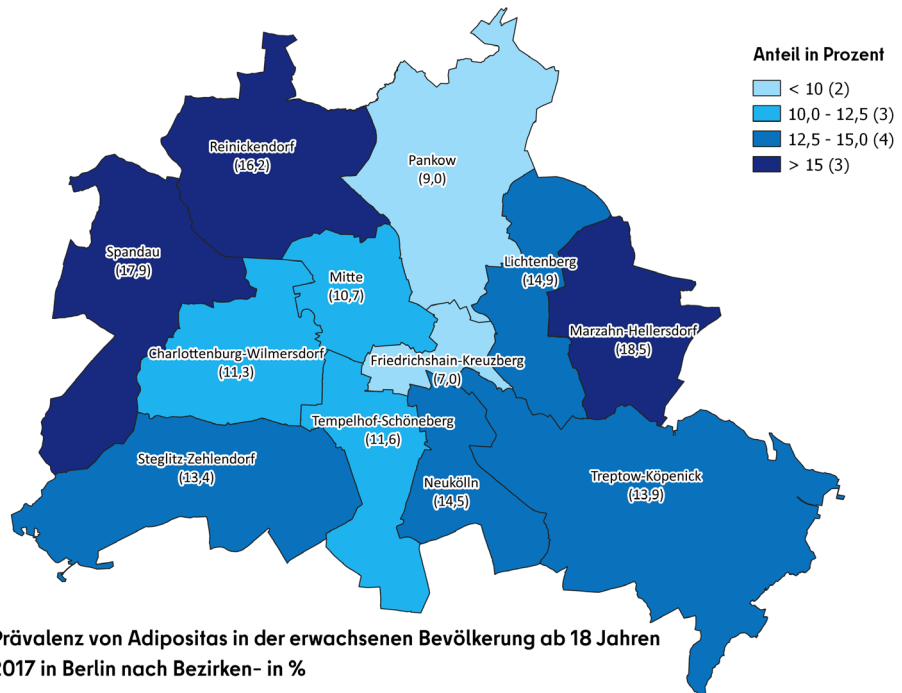 Anteil in Prozent
< 10 (2)
10,0 - 12,5 (3)
12,5 - 15,0 (4)
> 15 (3)
Reinickendorf
(16,2)
Pankow
(9,0)
Spandau
(17,9)
Mitte
(10,7)
Lichtenberg
(14,9)
Marzahn-Hellersdorf
(18,5)
Charlottenburg-Wilmersdorf
(11,3)
Friedrichshain-Kreuzberg
(7,0)
Tempelhof-Schöneberg
(11,6)
Steglitz-Zehlendorf
(13,4)
Neukölln
(14,5)
Treptow-Köpenick
(13,9)
Prävalenz von Adipositas in der erwachsenen Bevölkerung ab 18 Jahren
2017 in Berlin nach Bezirken- in %